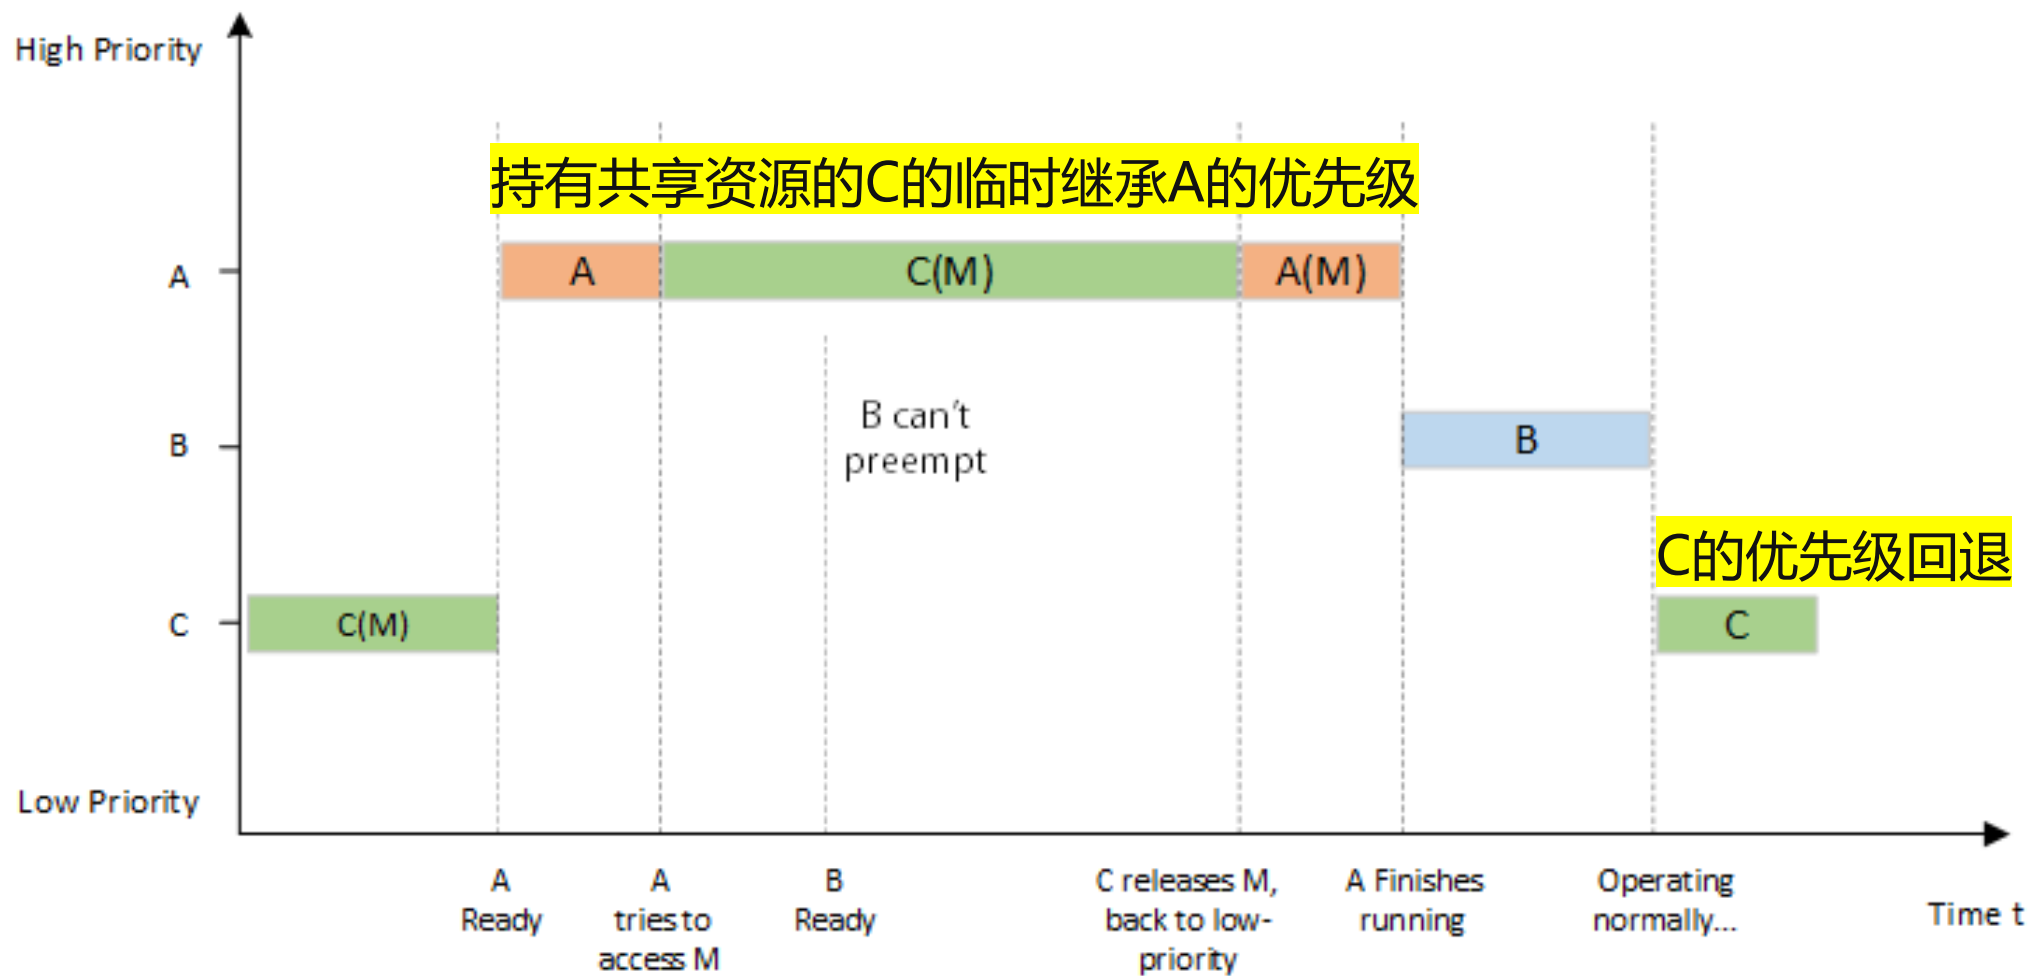 High Priority
持有共享资源的C的临时继承A的优先级
A
A
C(M)
A(M)
B can't
preempt
B
B
C的优先级回退
C
C(M)
C
Low Priority
A
Ready
A
tries to
access M
B
Ready
C releases M,
back to low-
priority
A Finishes
running
Operating
normally...
Time t